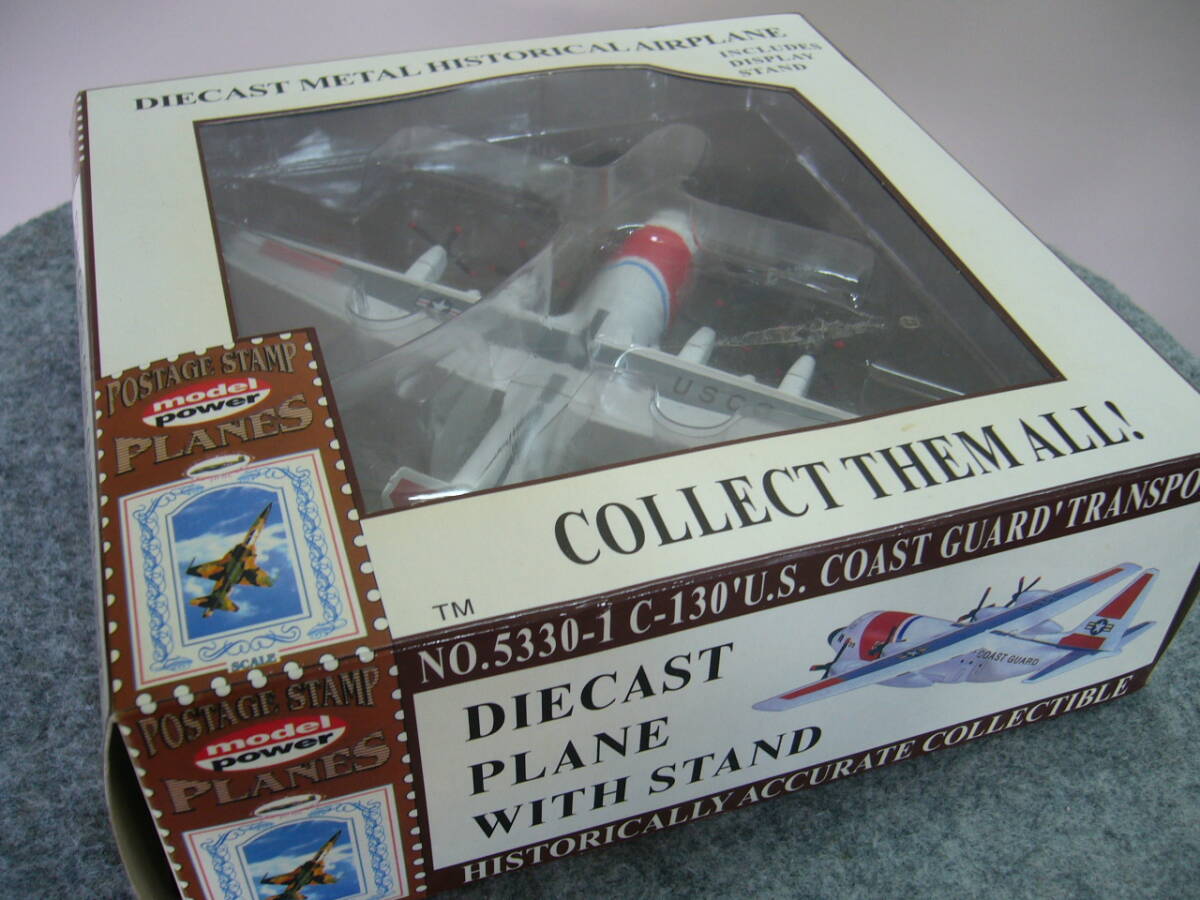 DIECAST METAL HISTORICAL AIRPLANE
INCLUDES
DISPLAY
STAND
USCG
POSTAGE STAMP
model
power
PLANES
SCALE
COLLECT THEM ALL!
TM
NO.5330-1 C-130'U.S. COAST GUARD'TRANSPO
DIECAST
PLANE
WITH STAND
COAST GUARD
HISTORICALLY ACCURATE COLLECTIBLE
POSTAGE STAMP
model
power
PLANES